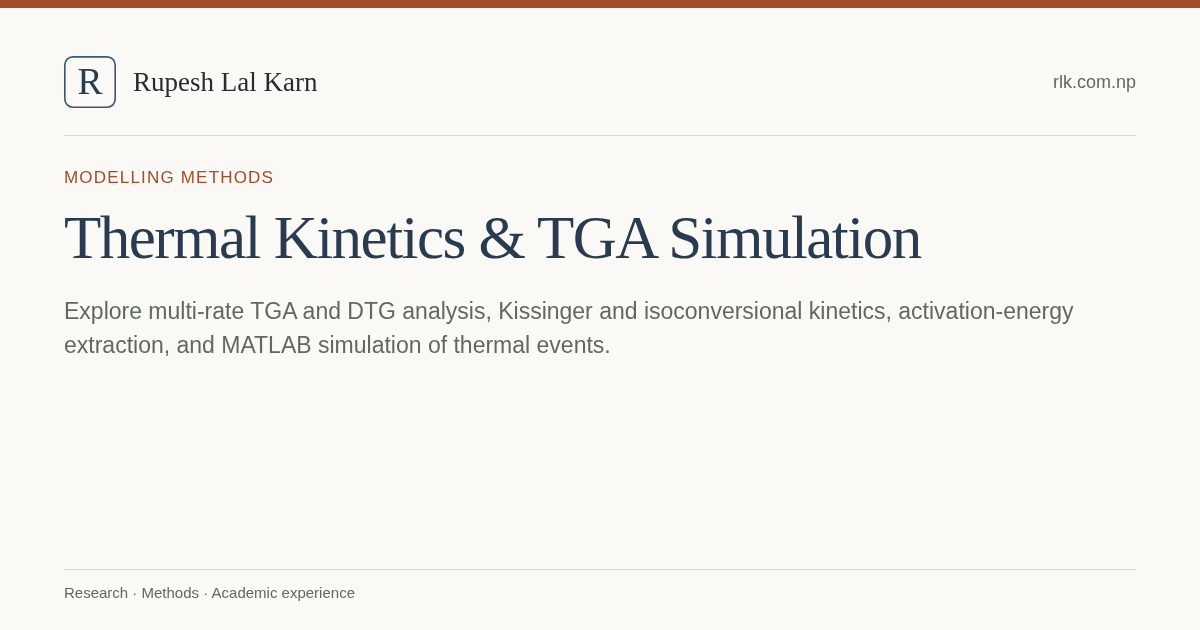 R
Rupesh Lal Karn
rlk.com.np
MODELLING METHODS
Thermal Kinetics & TGA Simulation
Explore multi-rate TGA and DTG analysis, Kissinger and isoconversional kinetics, activation-energy
extraction, and MATLAB simulation of thermal events.
Research · Methods · Academic experience